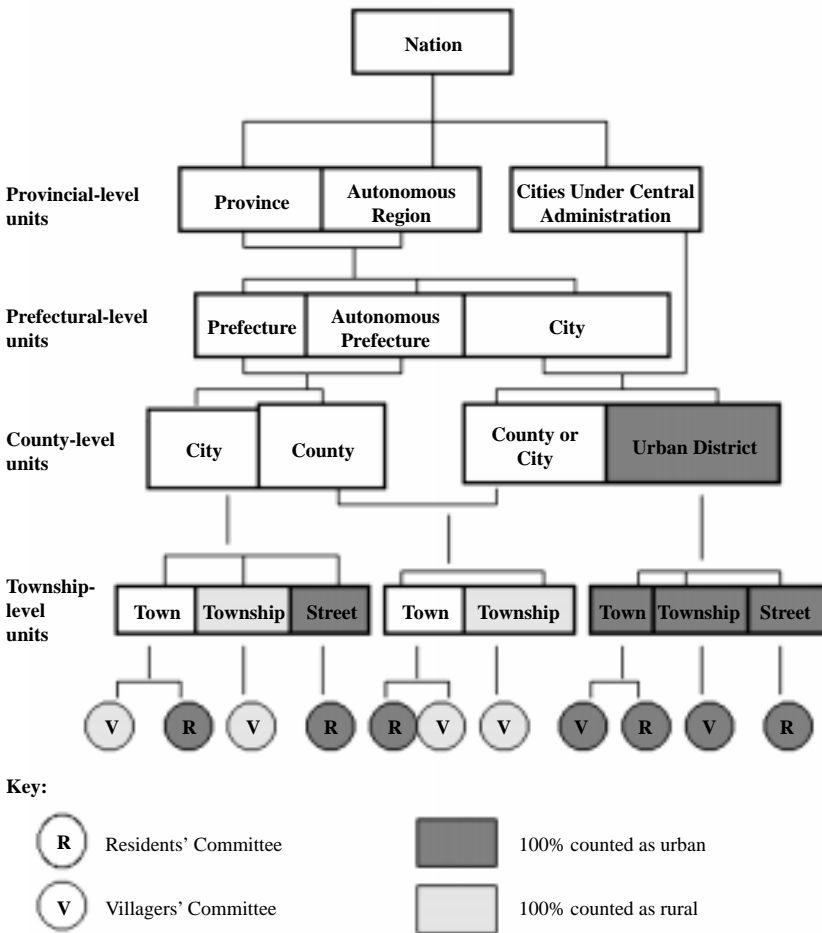 Nation
Provincial-level
units
Province
Autonomous
Region
Cities Under Central
Administration
Prefectural-level
units
Prefecture
Autonomous
Prefecture
City
County-level
units
City
County
County or
City
Urban District
Township-
level
units
Town
Township
Street
Town
Township
Town
Township
Street
V
R
V
R
R
V
V
V
R
V
R
Key:
R
Residents’ Committee
100% counted as urban
V
Villagers’ Committee
100% counted as rural